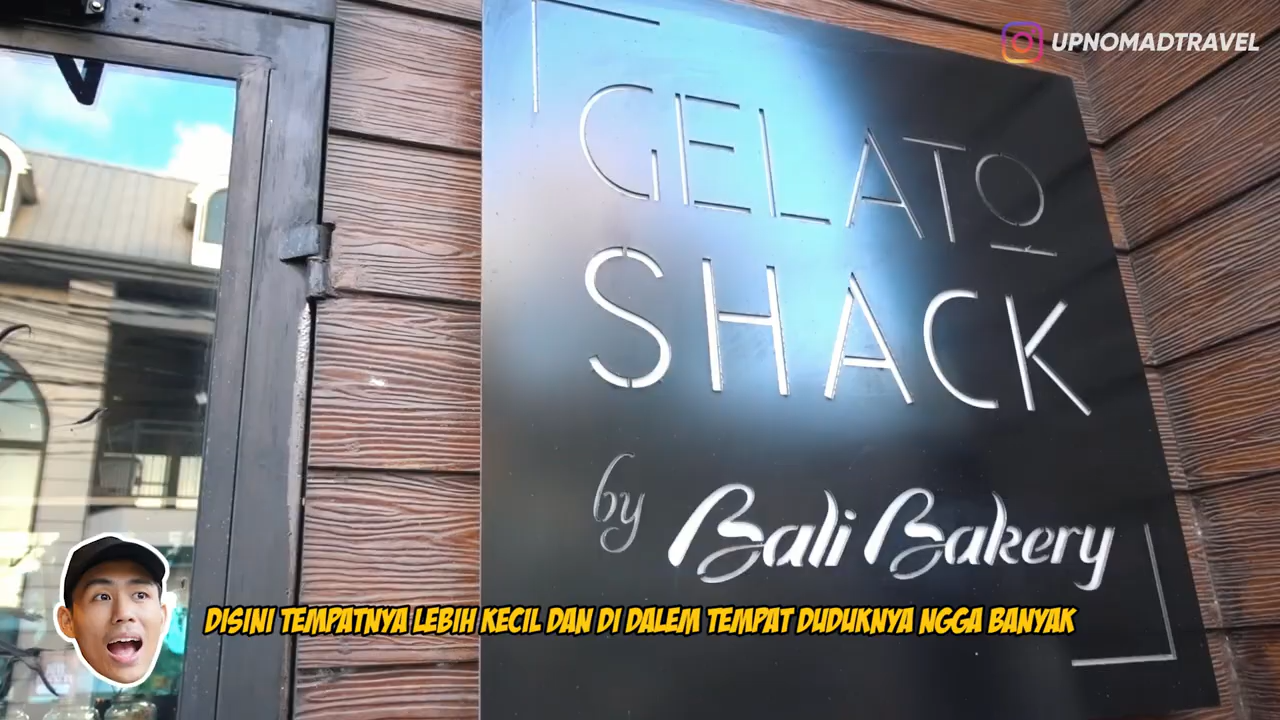 UPNOMADTRAVEL
GELATO
SHACK
by Bali Bakery
DISINI TEMPATNYA LEBIH KECIL DAN DI DALEM TEMPAT DUDUKNYA NGGA BANYAK